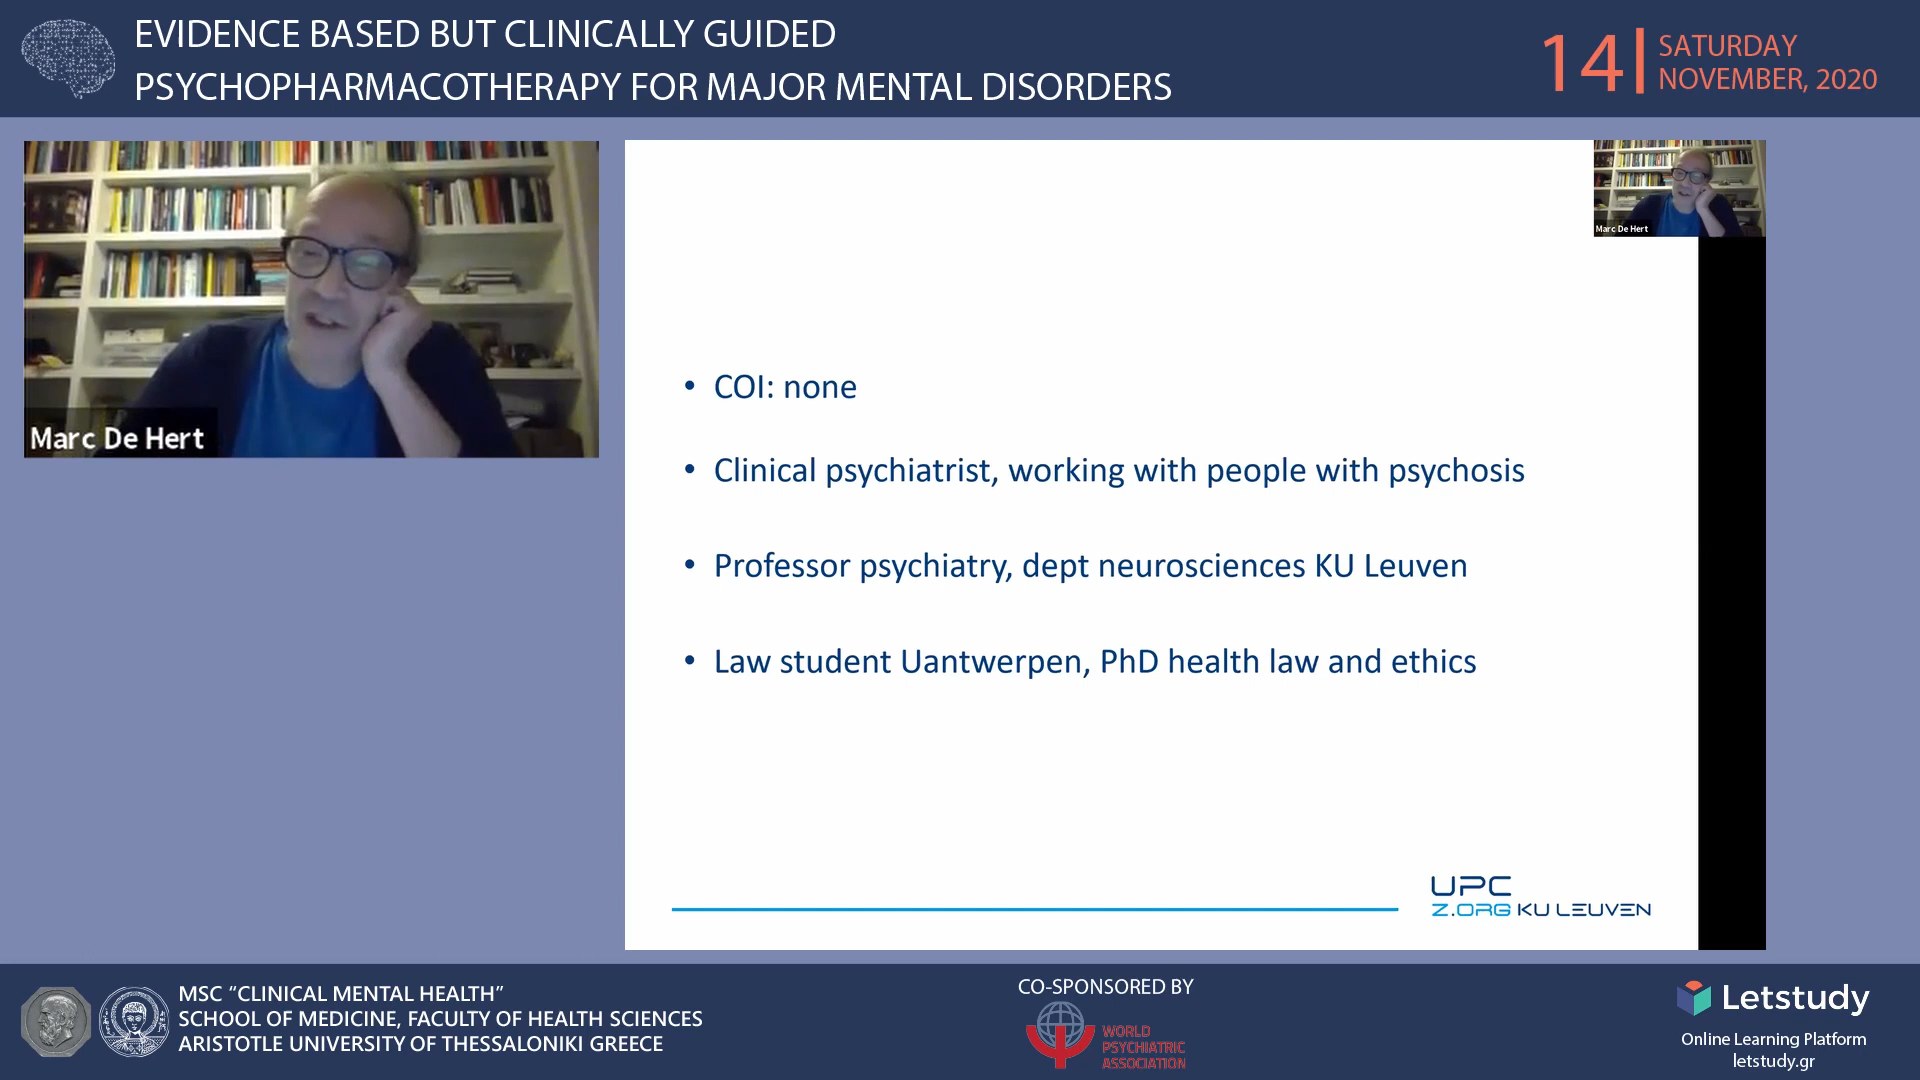 EVIDENCE BASED BUT CLINICALLY GUIDED
PSYCHOPHARMACOTHERAPY FOR MAJOR MENTAL DISORDERS
14
SATURDAY
NOVEMBER, 2020
Marc De Hert
Marc De Hert
• COI: none
• Clinical psychiatrist, working with people with psychosis
• Professor psychiatry, dept neurosciences KU Leuven
• Law student Uantwerpen, PhD health law and ethics
UPC
Z.ORG KU LEUVEN
MSC “CLINICAL MENTAL HEALTH”
SCHOOL OF MEDICINE, FACULTY OF HEALTH SCIENCES
ARISTOTLE UNIVERSITY OF THESSALONIKI GREECE
CO-SPONSORED BY
WORLD
PSYCHIATRIC
ASSOCIATION
Letstudy
Online Learning Platform
letstudy.gr